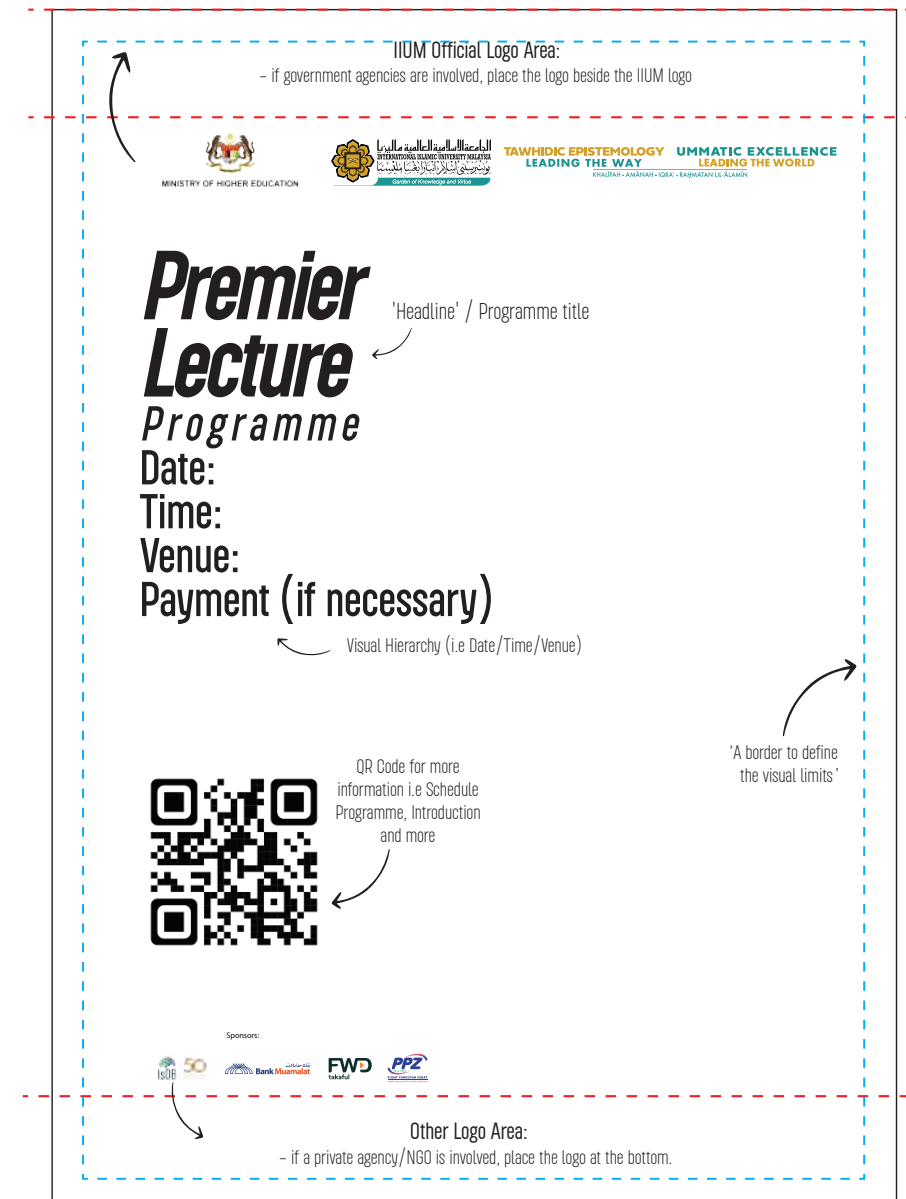 IIUM Official Logo Area:
– if government agencies are involved, place the logo beside the IIUM logo
MINISTRY OF HIGHER EDUCATION
الجامعة الإسلامية العالمية ماليزيا
INTERNATIONAL ISLAMIC UNIVERSITY MALAYSIA
Garden of Knowledge and Virtue
TAWHIDIC EPISTEMOLOGY UMMATIC EXCELLENCE
LEADING THE WAY LEADING THE WORLD
KHALĪFAH • AMĀNAH • IQRA' • RAḤMATAN LIL-ʿĀLAMĪN
Premier
Lecture
Programme
'Headline' / Programme title
Date:
Time:
Venue:
Payment (if necessary)
Visual Hierarchy (i.e Date/Time/Venue)
'A border to define
the visual limits'
QR Code for more
information i.e Schedule
Programme, Introduction
and more
Sponsors:
IsDB 50
Bank Muamalat
FWD
takaful
PPZ
PUSAT PUNGUTAN ZAKAT
Other Logo Area:
– if a private agency/NGO is involved, place the logo at the bottom.